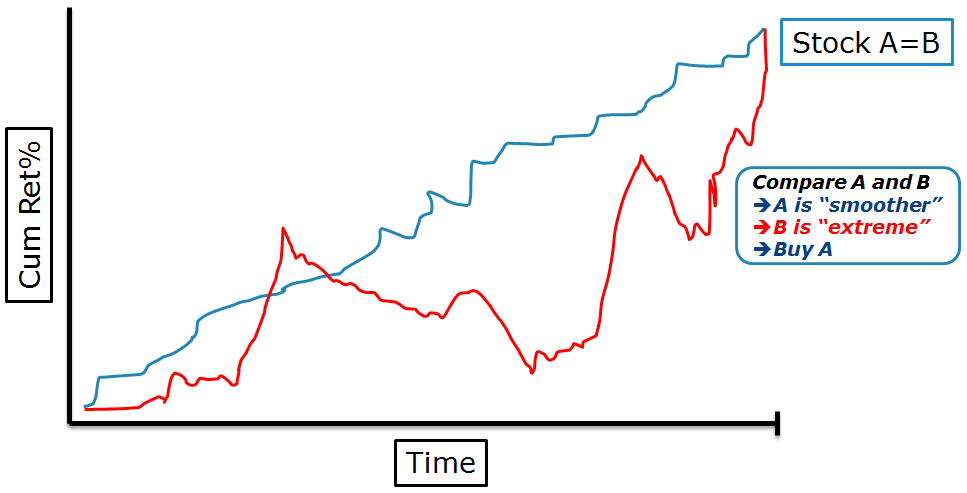 Stock A=B
Cum Ret%
Compare A and B
➔A is “smoother”
➔B is “extreme”
➔Buy A
Time